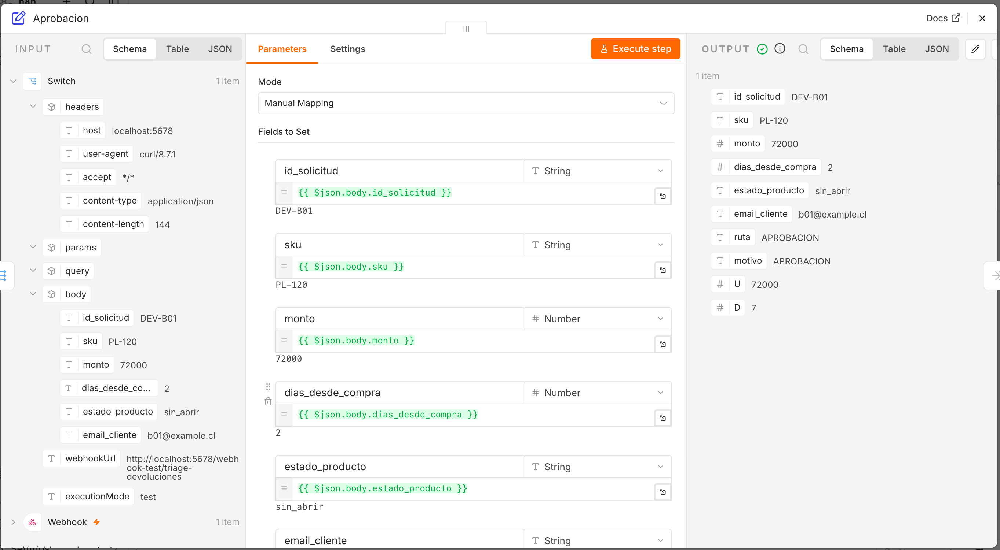 Aprobacion
Docs
INPUT
Schema
Table
JSON
Switch
1 item
headers
host
localhost:5678
user-agent
curl/8.7.1
accept
*/*
content-type
application/json
content-length
144
params
query
body
id_solicitud
DEV-B01
sku
PL-120
monto
72000
dias_desde_co...
2
estado_producto
sin_abrir
email_cliente
b01@example.cl
webhookUrl
http://localhost:5678/webh
ook-test/triage-
devoluciones
executionMode
test
Webhook
1 item
Parameters
Settings
Execute step
Mode
Manual Mapping
Fields to Set
id_solicitud
String
= {{ $json.body.id_solicitud }}
DEV-B01
sku
String
= {{ $json.body.sku }}
PL-120
monto
# Number
= {{ $json.body.monto }}
72000
dias_desde_compra
# Number
= {{ $json.body.dias_desde_compra }}
2
estado_producto
String
= {{ $json.body.estado_producto }}
sin_abrir
email_cliente
String
OUTPUT
Schema
Table
JSON
1 item
id_solicitud
DEV-B01
sku
PL-120
# monto
72000
# dias_desde_compra
2
estado_producto
sin_abrir
email_cliente
b01@example.cl
ruta
APROBACION
motivo
APROBACION
# U
72000
# D
7